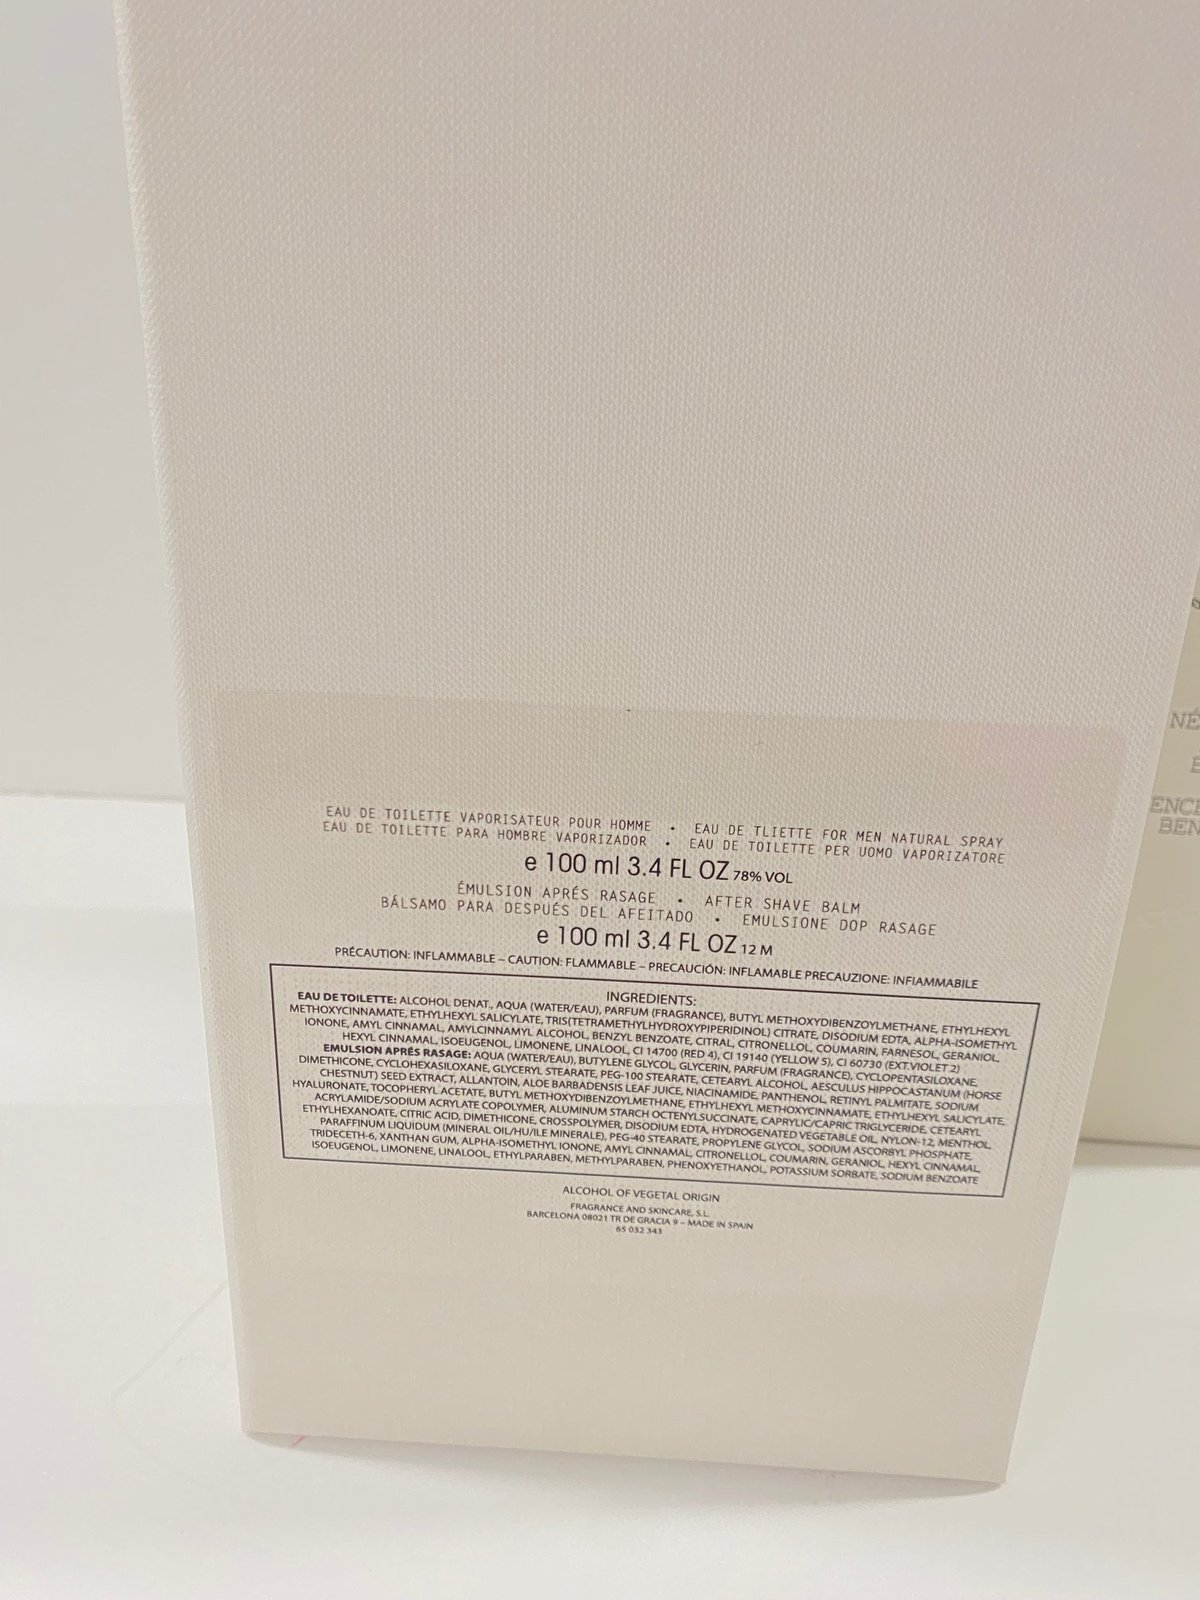 EAU DE TOILETTE VAPORISATEUR POUR HOMME • EAU DE TLIETTE FOR MEN NATURAL SPRAY
EAU DE TOILETTE PARA HOMBRE VAPORIZADOR • EAU DE TOILETTE PER UOMO VAPORIZATORE
e 100 ml 3.4 FL OZ 78% VOL
ÉMULSION APRÉS RASAGE • AFTER SHAVE BALM
BÁLSAMO PARA DESPUÉS DEL AFEITADO • EMULSIONE DOP RASAGE
e 100 ml 3.4 FL OZ 12 M
PRÉCAUTION: INFLAMMABLE – CAUTION: FLAMMABLE – PRECAUCIÓN: INFLAMABLE PRECAUZIONE: INFIAMMABILE
INGREDIENTS:
EAU DE TOILETTE: ALCOHOL DENAT., AQUA (WATER/EAU), PARFUM (FRAGRANCE), BUTYL METHOXYDIBENZOYLMETHANE, ETHYLHEXYL
METHOXYCINNAMATE, ETHYLHEXYL SALICYLATE, TRIS(TETRAMETHYLHYDROXYPIPERIDINOL) CITRATE, DISODIUM EDTA, ALPHA-ISOMETHYL
IONONE, AMYL CINNAMAL, AMYLCINNAMYL ALCOHOL, BENZYL BENZOATE, CITRAL, CITRONELLOL, COUMARIN, FARNESOL, GERANIOL,
HEXYL CINNAMAL, ISOEUGENOL, LIMONENE, LINALOOL, CI 14700 (RED 4), CI 19140 (YELLOW 5), CI 60730 (EXT.VIOLET 2)
EMULSION APRÉS RASAGE: AQUA (WATER/EAU), BUTYLENE GLYCOL, GLYCERIN, PARFUM (FRAGRANCE), CYCLOPENTASILOXANE,
DIMETHICONE, CYCLOHEXASILOXANE, GLYCERYL STEARATE, PEG-100 STEARATE, CETEARYL ALCOHOL, AESCULUS HIPPOCASTANUM (HORSE
CHESTNUT) SEED EXTRACT, ALLANTOIN, ALOE BARBADENSIS LEAF JUICE, NIACINAMIDE, PANTHENOL, RETINYL PALMITATE, SODIUM
HYALURONATE, TOCOPHERYL ACETATE, BUTYL METHOXYDIBENZOYLMETHANE, ETHYLHEXYL METHOXYCINNAMATE, ETHYLHEXYL SALICYLATE,
ACRYLAMIDE/SODIUM ACRYLATE COPOLYMER, ALUMINUM STARCH OCTENYLSUCCINATE, CAPRYLIC/CAPRIC TRIGLYCERIDE, CETEARYL
ETHYLHEXANOATE, CITRIC ACID, DIMETHICONE, CROSSPOLYMER, DISODIUM EDTA, HYDROGENATED VEGETABLE OIL, NYLON-12, MENTHOL,
PARAFFINUM LIQUIDUM (MINERAL OIL/HU/ILE MINERALE), PEG-40 STEARATE, PROPYLENE GLYCOL, SODIUM ASCORBYL PHOSPHATE,
TRIDECETH-6, XANTHAN GUM, ALPHA-ISOMETHYL IONONE, AMYL CINNAMAL, CITRONELLOL, COUMARIN, GERANIOL, HEXYL CINNAMAL,
ISOEUGENOL, LIMONENE, LINALOOL, ETHYLPARABEN, METHYLPARABEN, PHENOXYETHANOL, POTASSIUM SORBATE, SODIUM BENZOATE
ALCOHOL OF VEGETAL ORIGIN
FRAGRANCE AND SKINCARE, S.L.
BARCELONA 08021 TR DE GRACIA 9 – MADE IN SPAIN
65 032 343